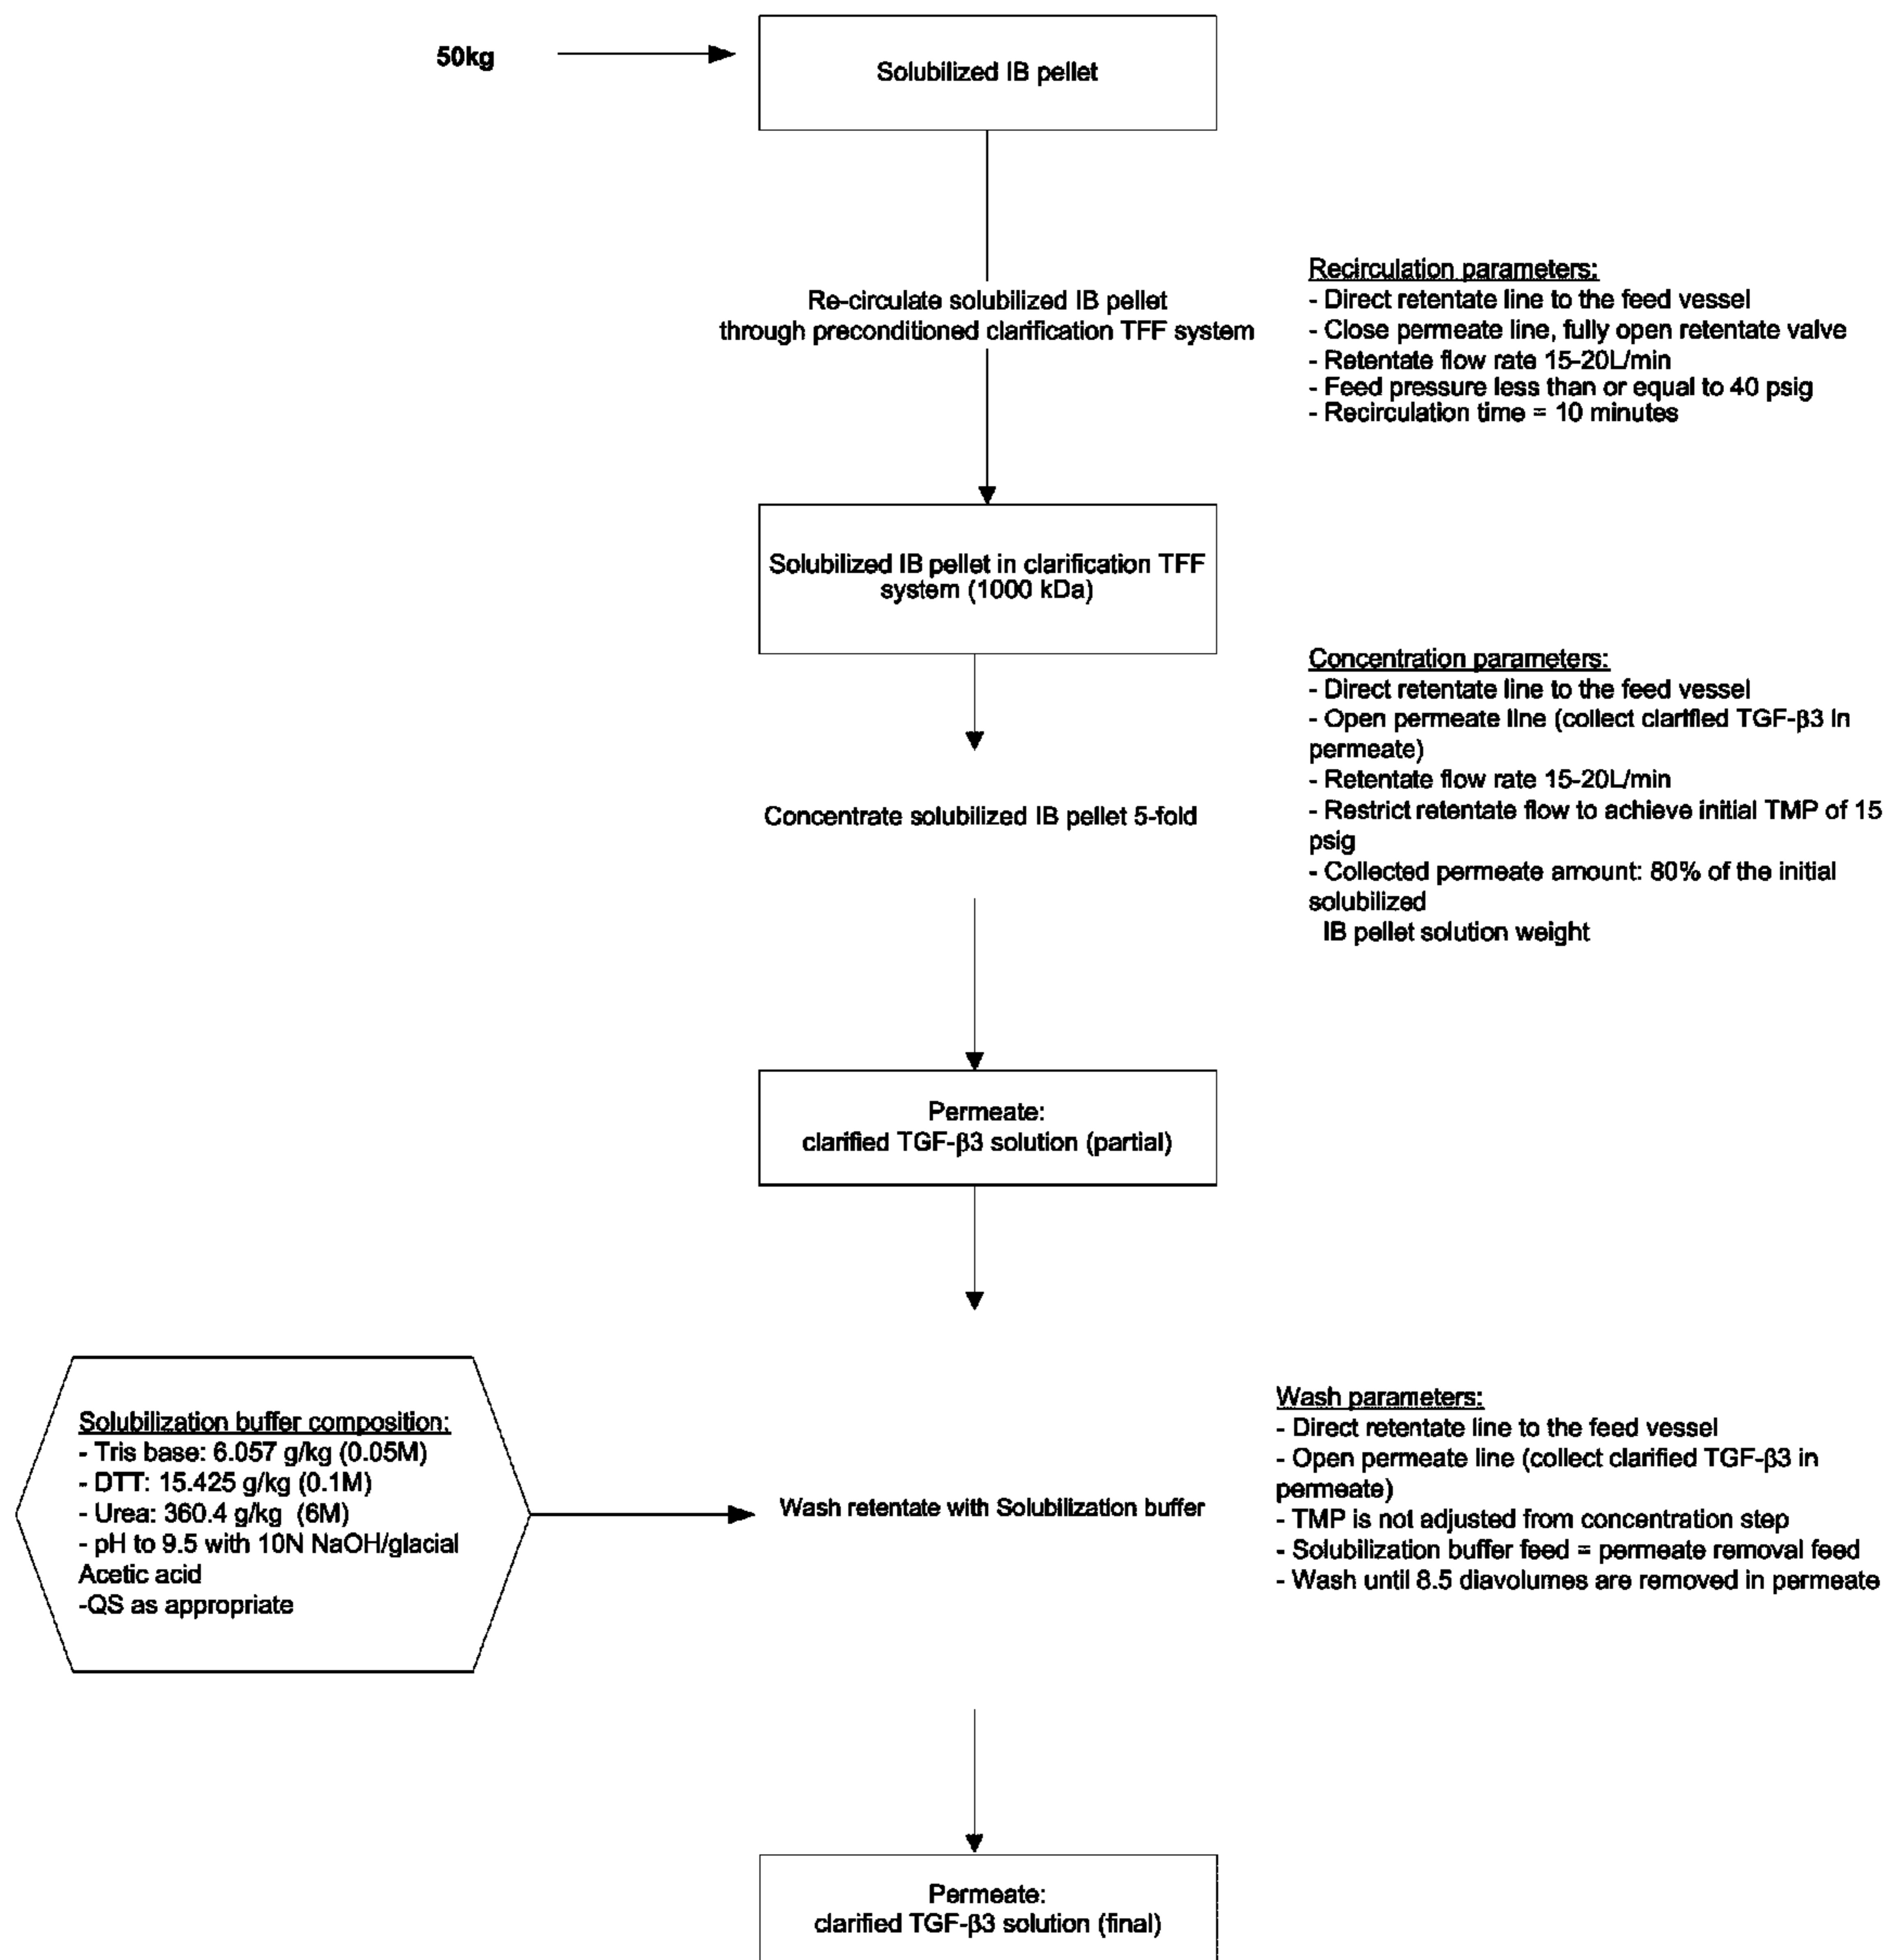 50kg
Solubilized IB pellet
Re-circulate solubilized IB pellet
through preconditioned clarification TFF system
Recirculation parameters:
- Direct retentate line to the feed vessel
- Close permeate line, fully open retentate valve
- Retentate flow rate 15-20L/min
- Feed pressure less than or equal to 40 psig
- Recirculation time = 10 minutes
Solubilized IB pellet in clarification TFF
system (1000 kDa)
Concentration parameters:
- Direct retentate line to the feed vessel
- Open permeate line (collect clarified TGF-β3 in
permeate)
- Retentate flow rate 15-20L/min
- Restrict retentate flow to achieve initial TMP of 15
psig
- Collected permeate amount: 80% of the initial
solubilized
IB pellet solution weight
Concentrate solubilized IB pellet 5-fold
Permeate:
clarified TGF-β3 solution (partial)
Solubilization buffer composition:
- Tris base: 6.057 g/kg (0.05M)
- DTT: 15.425 g/kg (0.1M)
- Urea: 360.4 g/kg (6M)
- pH to 9.5 with 10N NaOH/glacial
Acetic acid
-QS as appropriate
Wash retentate with Solubilization buffer
Wash parameters:
- Direct retentate line to the feed vessel
- Open permeate line (collect clarified TGF-β3 in
permeate)
- TMP is not adjusted from concentration step
- Solubilization buffer feed = permeate removal feed
- Wash until 8.5 diavolumes are removed in permeate
Permeate:
clarified TGF-β3 solution (final)